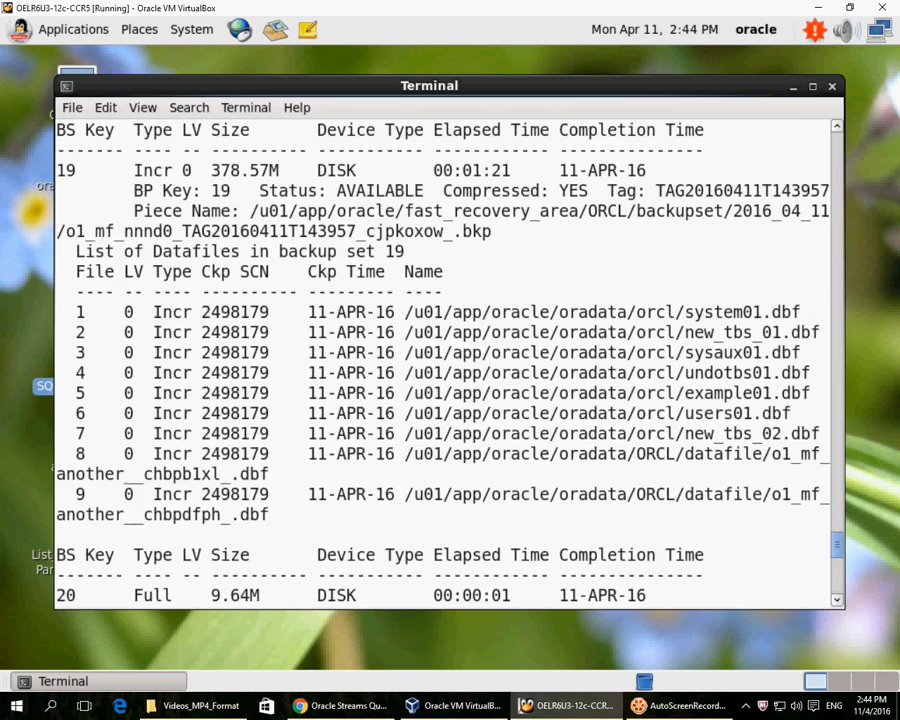 OELR6U3-12c-CCR5 [Running] - Oracle VM VirtualBox
Applications Places System Mon Apr 11, 2:44 PM oracle
Terminal
File Edit View Search Terminal Help
BS Key  Type LV Size       Device Type Elapsed Time Completion Time
------- ---- -- ---------- ----------- ------------ ---------------
19      Incr 0  378.57M    DISK        00:01:21     11-APR-16
BP Key: 19   Status: AVAILABLE  Compressed: YES  Tag: TAG20160411T143957
Piece Name: /u01/app/oracle/fast_recovery_area/ORCL/backupset/2016_04_11
/o1_mf_nnnd0_TAG20160411T143957_cjpkoxow_.bkp
List of Datafiles in backup set 19
File LV Type Ckp SCN    Ckp Time  Name
---- -- ---- ---------- --------- ----
1    0  Incr 2498179    11-APR-16 /u01/app/oracle/oradata/orcl/system01.dbf
2    0  Incr 2498179    11-APR-16 /u01/app/oracle/oradata/orcl/new_tbs_01.dbf
3    0  Incr 2498179    11-APR-16 /u01/app/oracle/oradata/orcl/sysaux01.dbf
4    0  Incr 2498179    11-APR-16 /u01/app/oracle/oradata/orcl/undotbs01.dbf
5    0  Incr 2498179    11-APR-16 /u01/app/oracle/oradata/orcl/example01.dbf
6    0  Incr 2498179    11-APR-16 /u01/app/oracle/oradata/orcl/users01.dbf
7    0  Incr 2498179    11-APR-16 /u01/app/oracle/oradata/orcl/new_tbs_02.dbf
8    0  Incr 2498179    11-APR-16 /u01/app/oracle/oradata/ORCL/datafile/o1_mf_
another__chbpb1xl_.dbf
9    0  Incr 2498179    11-APR-16 /u01/app/oracle/oradata/ORCL/datafile/o1_mf_
another__chbpdfph_.dbf
BS Key  Type LV Size       Device Type Elapsed Time Completion Time
------- ---- -- ---------- ----------- ------------ ---------------
20      Full    9.64M      DISK        00:00:01     11-APR-16
SQ
List
Par
Terminal
Videos_MP4_Format Oracle Streams Qu... Oracle VM VirtualB... OELR6U3-12c-CCR... AutoScreenRecord... ENG 2:44 PM
11/4/2016